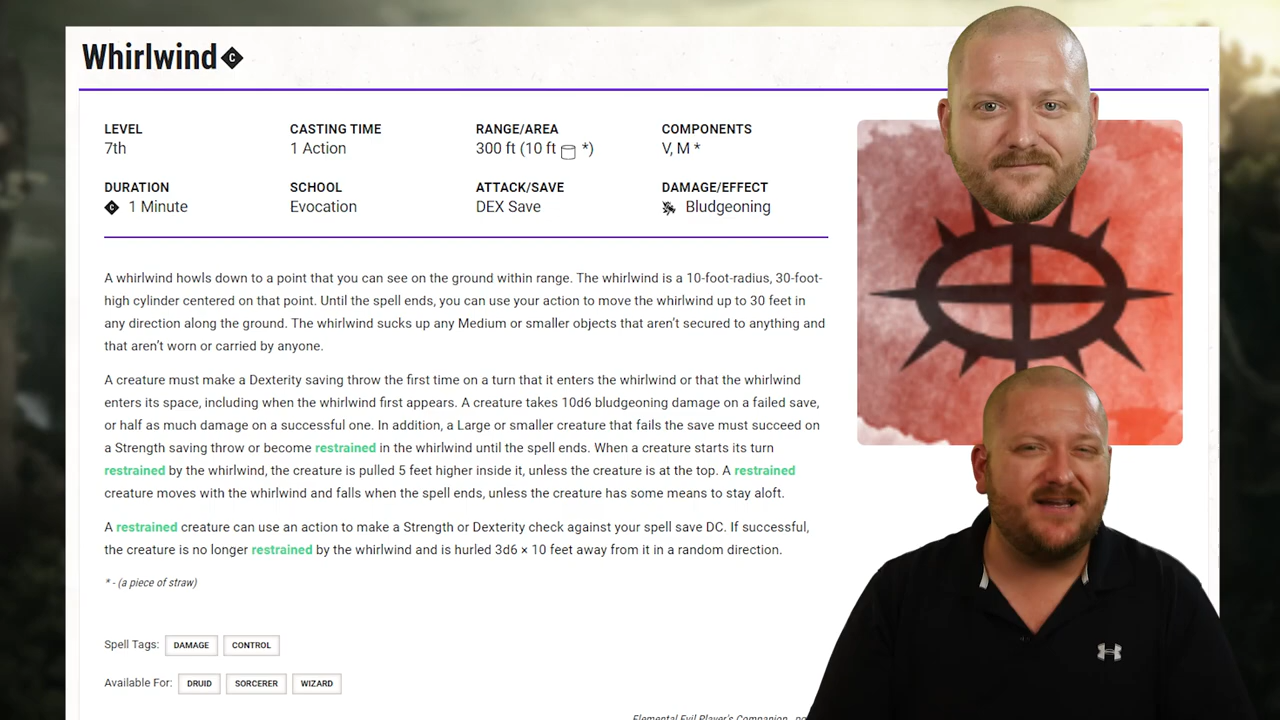 Whirlwind C
LEVEL CASTING TIME RANGE/AREA COMPONENTS
7th 1 Action 300 ft (10 ft *) V, M *
DURATION SCHOOL ATTACK/SAVE DAMAGE/EFFECT
C 1 Minute Evocation DEX Save Bludgeoning
A whirlwind howls down to a point that you can see on the ground within range. The whirlwind is a 10-foot-radius, 30-foot-
high cylinder centered on that point. Until the spell ends, you can use your action to move the whirlwind up to 30 feet in
any direction along the ground. The whirlwind sucks up any Medium or smaller objects that aren’t secured to anything and
that aren’t worn or carried by anyone.
A creature must make a Dexterity saving throw the first time on a turn that it enters the whirlwind or that the whirlwind
enters its space, including when the whirlwind first appears. A creature takes 10d6 bludgeoning damage on a failed save,
or half as much damage on a successful one. In addition, a Large or smaller creature that fails the save must succeed on
a Strength saving throw or become restrained in the whirlwind until the spell ends. When a creature starts its turn
restrained by the whirlwind, the creature is pulled 5 feet higher inside it, unless the creature is at the top. A restrained
creature moves with the whirlwind and falls when the spell ends, unless the creature has some means to stay aloft.
A restrained creature can use an action to make a Strength or Dexterity check against your spell save DC. If successful,
the creature is no longer restrained by the whirlwind and is hurled 3d6 × 10 feet away from it in a random direction.
* - (a piece of straw)
Spell Tags: DAMAGE CONTROL
Available For: DRUID SORCERER WIZARD
Elemental Evil Player's Companion